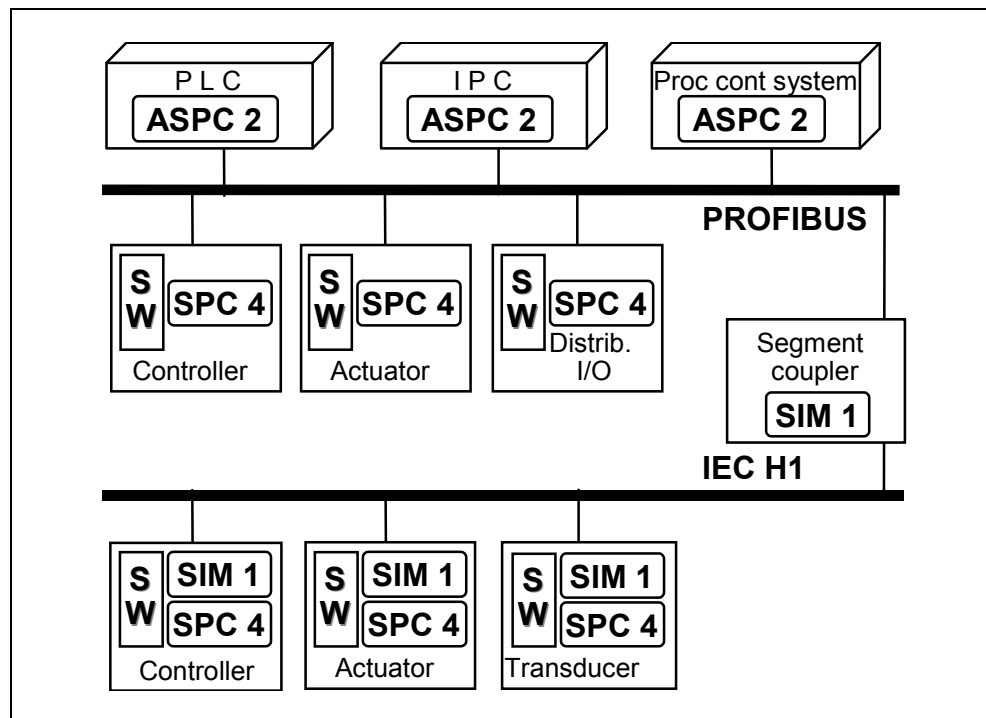 P L C
ASPC 2
I P C
ASPC 2
Proc cont system
ASPC 2
PROFIBUS
S
W
SPC 4
Controller
S
W
SPC 4
Actuator
S
W
SPC 4
Distrib.
I/O
Segment
coupler
SIM 1
IEC H1
S
W
SIM 1
SPC 4
Controller
S
W
SIM 1
SPC 4
Actuator
S
W
SIM 1
SPC 4
Transducer